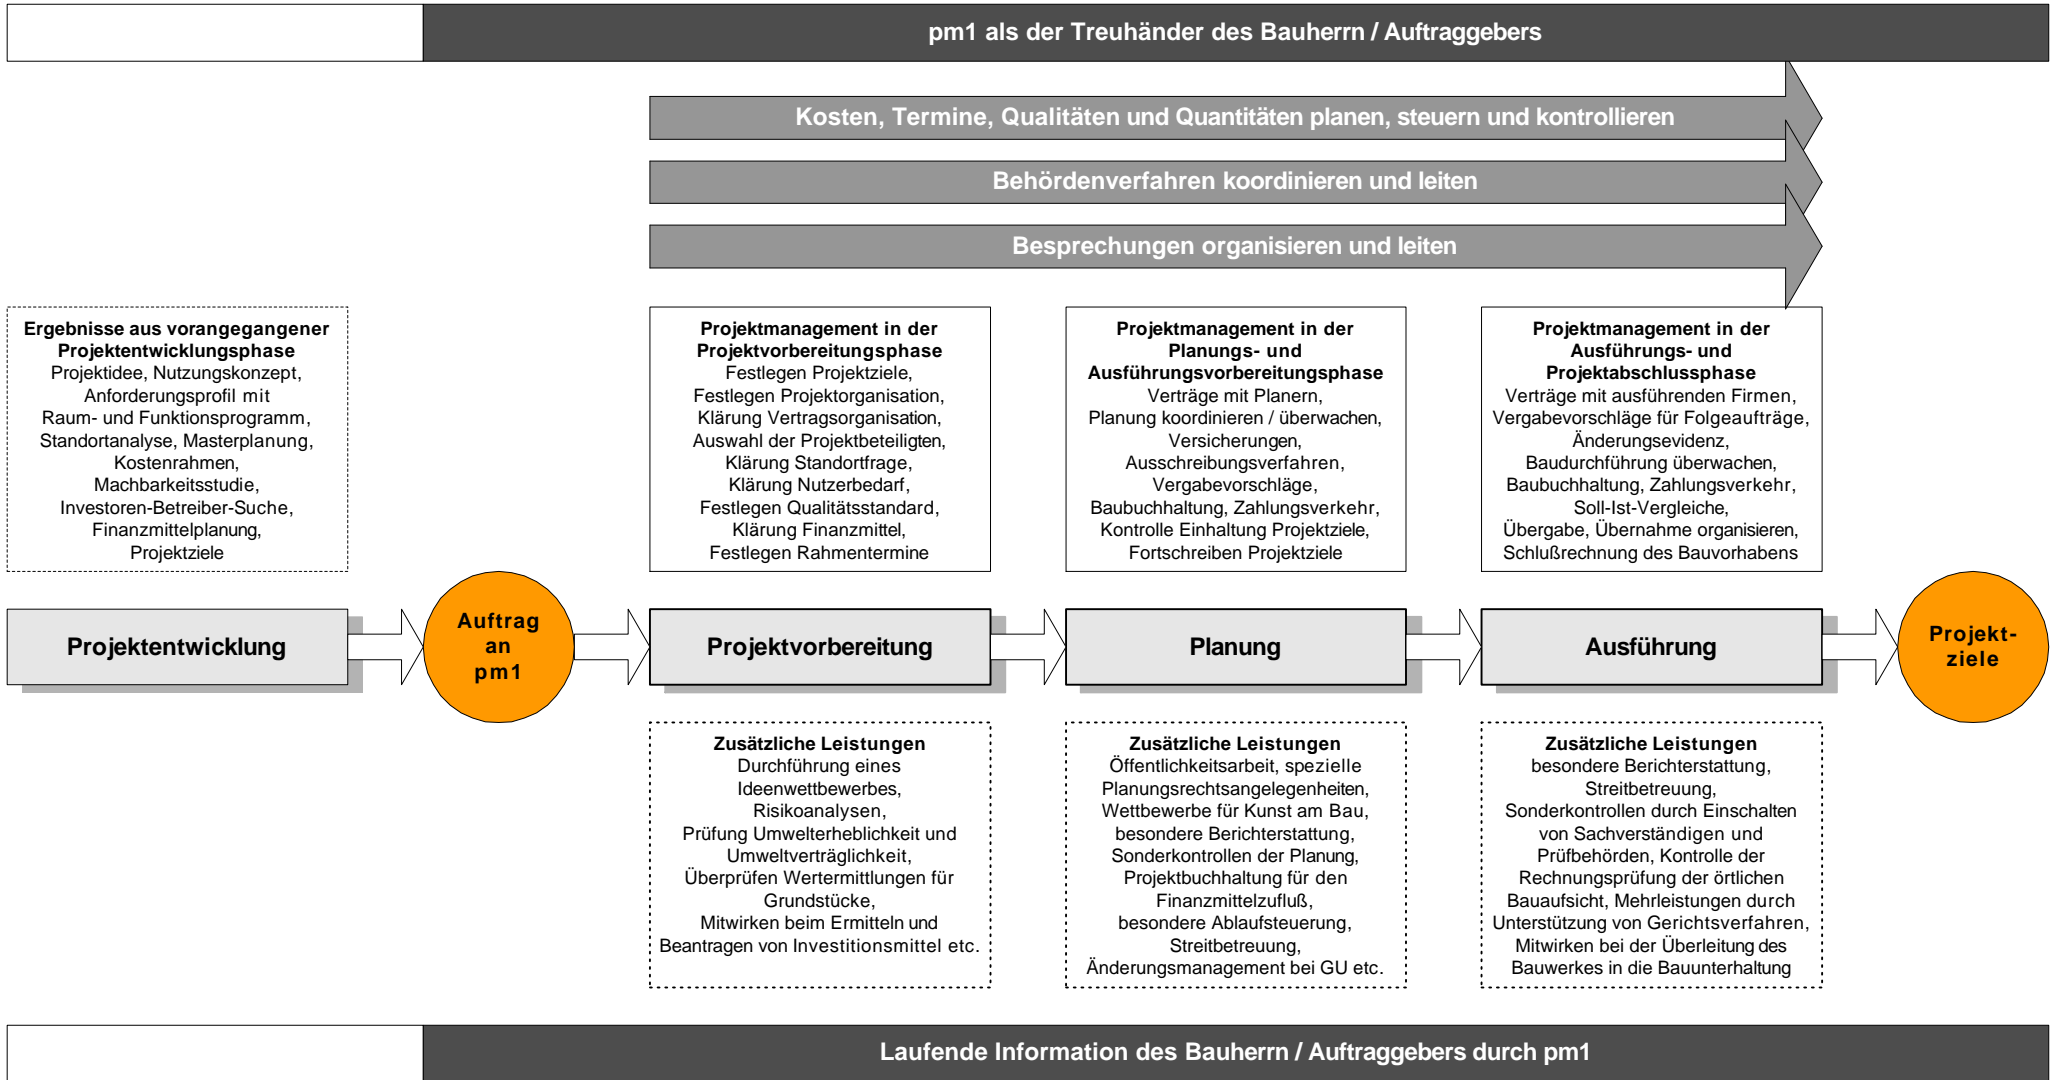 pm1 als der Treuhänder des Bauherrn / Auftraggebers
Kosten, Termine, Qualitäten und Quantitäten planen, steuern und kontrollieren
Behördenverfahren koordinieren und leiten
Besprechungen organisieren und leiten
Ergebnisse aus vorangegangener
Projektentwicklungsphase
Projektidee, Nutzungskonzept,
Anforderungsprofil mit
Raum- und Funktionsprogramm,
Standortanalyse, Masterplanung,
Kostenrahmen,
Machbarkeitsstudie,
Investoren-Betreiber-Suche,
Finanzmittelplanung,
Projektziele
Projektmanagement in der
Projektvorbereitungsphase
Festlegen Projektziele,
Festlegen Projektorganisation,
Klärung Vertragsorganisation,
Auswahl der Projektbeteiligten,
Klärung Standortfrage,
Klärung Nutzerbedarf,
Festlegen Qualitätsstandard,
Klärung Finanzmittel,
Festlegen Rahmentermine
Projektmanagement in der
Planungs- und
Ausführungsvorbereitungsphase
Verträge mit Planern,
Planung koordinieren / überwachen,
Versicherungen,
Ausschreibungsverfahren,
Vergabevorschläge,
Baubuchhaltung, Zahlungsverkehr,
Kontrolle Einhaltung Projektziele,
Fortschreiben Projektziele
Projektmanagement in der
Ausführungs- und
Projektabschlussphase
Verträge mit ausführenden Firmen,
Vergabevorschläge für Folgeaufträge,
Änderungsevidenz,
Baudurchführung überwachen,
Baubuchhaltung, Zahlungsverkehr,
Soll-Ist-Vergleiche,
Übergabe, Übernahme organisieren,
Schlußrechnung des Bauvorhabens
Projektentwicklung
Auftrag
an
pm1
Projektvorbereitung
Planung
Ausführung
Projekt-
ziele
Zusätzliche Leistungen
Durchführung eines
Ideenwettbewerbes,
Risikoanalysen,
Prüfung Umwelterheblichkeit und
Umweltverträglichkeit,
Überprüfen Wertermittlungen für
Grundstücke,
Mitwirken beim Ermitteln und
Beantragen von Investitionsmittel etc.
Zusätzliche Leistungen
Öffentlichkeitsarbeit, spezielle
Planungsrechtsangelegenheiten,
Wettbewerbe für Kunst am Bau,
besondere Berichterstattung,
Sonderkontrollen der Planung,
Projektbuchhaltung für den
Finanzmittelzufluß,
besondere Ablaufsteuerung,
Streitbetreuung,
Änderungsmanagement bei GU etc.
Zusätzliche Leistungen
besondere Berichterstattung,
Streitbetreuung,
Sonderkontrollen durch Einschalten
von Sachverständigen und
Prüfbehörden, Kontrolle der
Rechnungsprüfung der örtlichen
Bauaufsicht, Mehrleistungen durch
Unterstützung von Gerichtsverfahren,
Mitwirken bei der Überleitung des
Bauwerkes in die Bauunterhaltung
Laufende Information des Bauherrn / Auftraggebers durch pm1